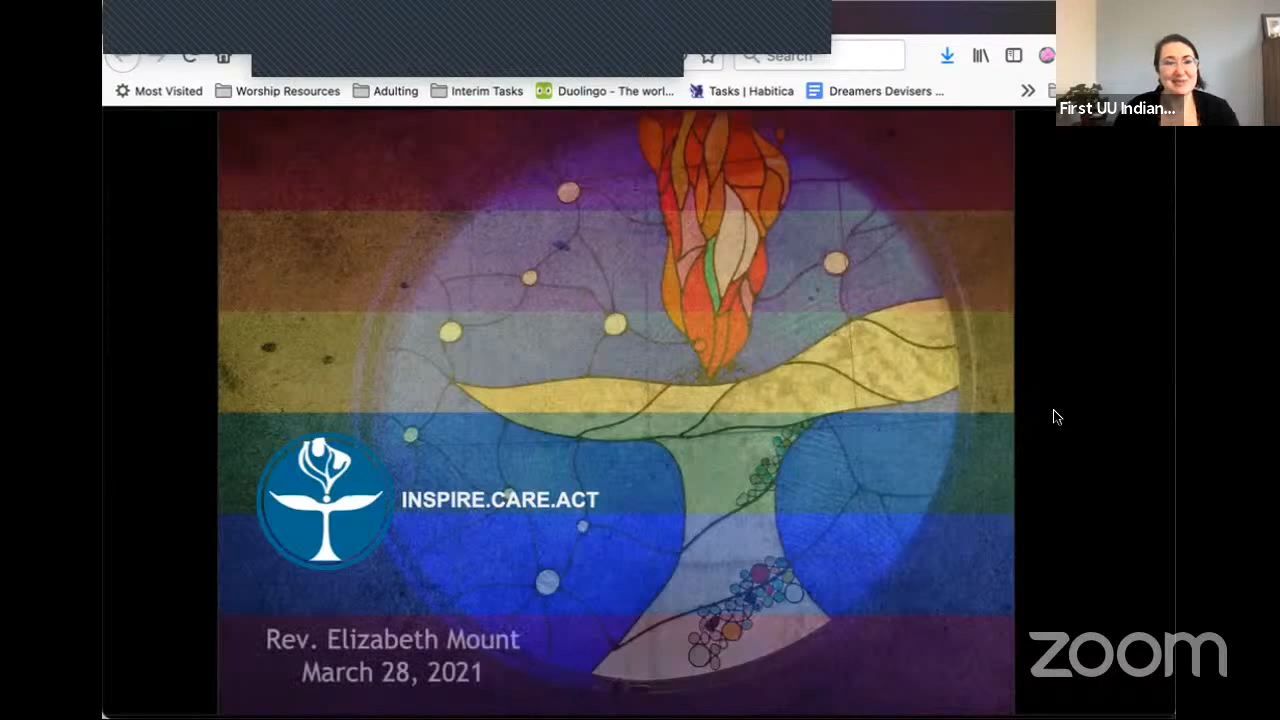 Search
Most Visited Worship Resources Adulting Interim Tasks Duolingo - The worl... Tasks | Habitica Dreamers Devisers ...
First UU Indian...
INSPIRE.CARE.ACT
Rev. Elizabeth Mount
March 28, 2021
zoom